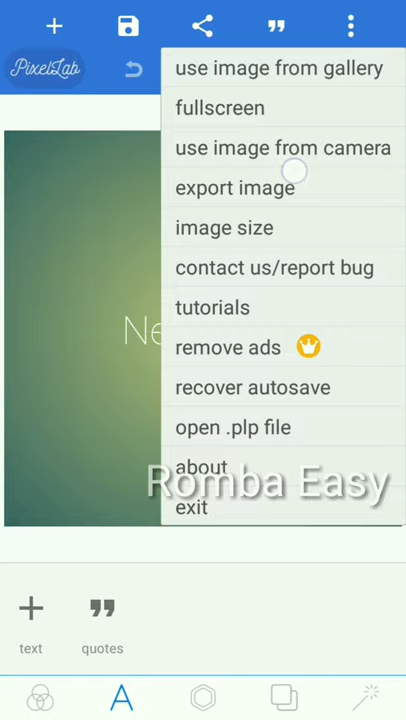 PixelLab
use image from gallery
fullscreen
use image from camera
export image
image size
contact us/report bug
tutorials
Ne
remove ads
recover autosave
open .plp file
about
Romba Easy
exit
text
quotes
A